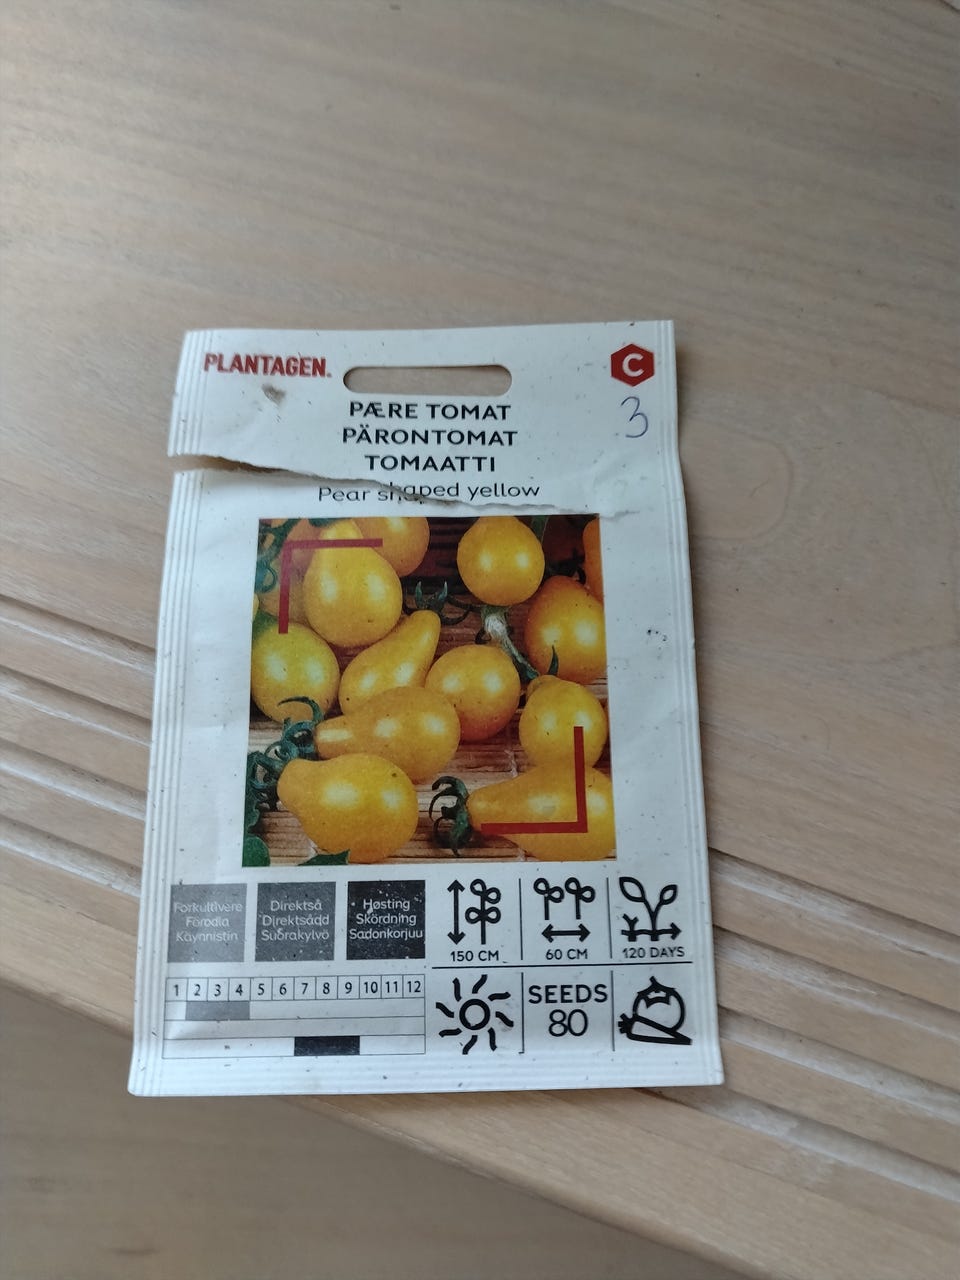 PLANTAGEN.
C
3
PÆRE TOMAT
PÄRONTOMAT
TOMAATTI
Pear shaped yellow
Forkultivere
Förodla
Käynnistin
Direktså
Direktsådd
Suorakylvö
Høsting
Skördning
Sadonkorjuu
150 CM
60 CM
120 DAYS
1 2 3 4 5 6 7 8 9 10 11 12
SEEDS
80